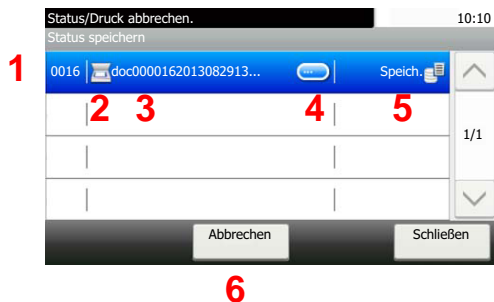 Status/Druck abbrechen. 10:10
Status speichern
1 0016 doc0000162013082913... ... Speich.
2 3 4 5
1/1
Abbrechen Schließen
6